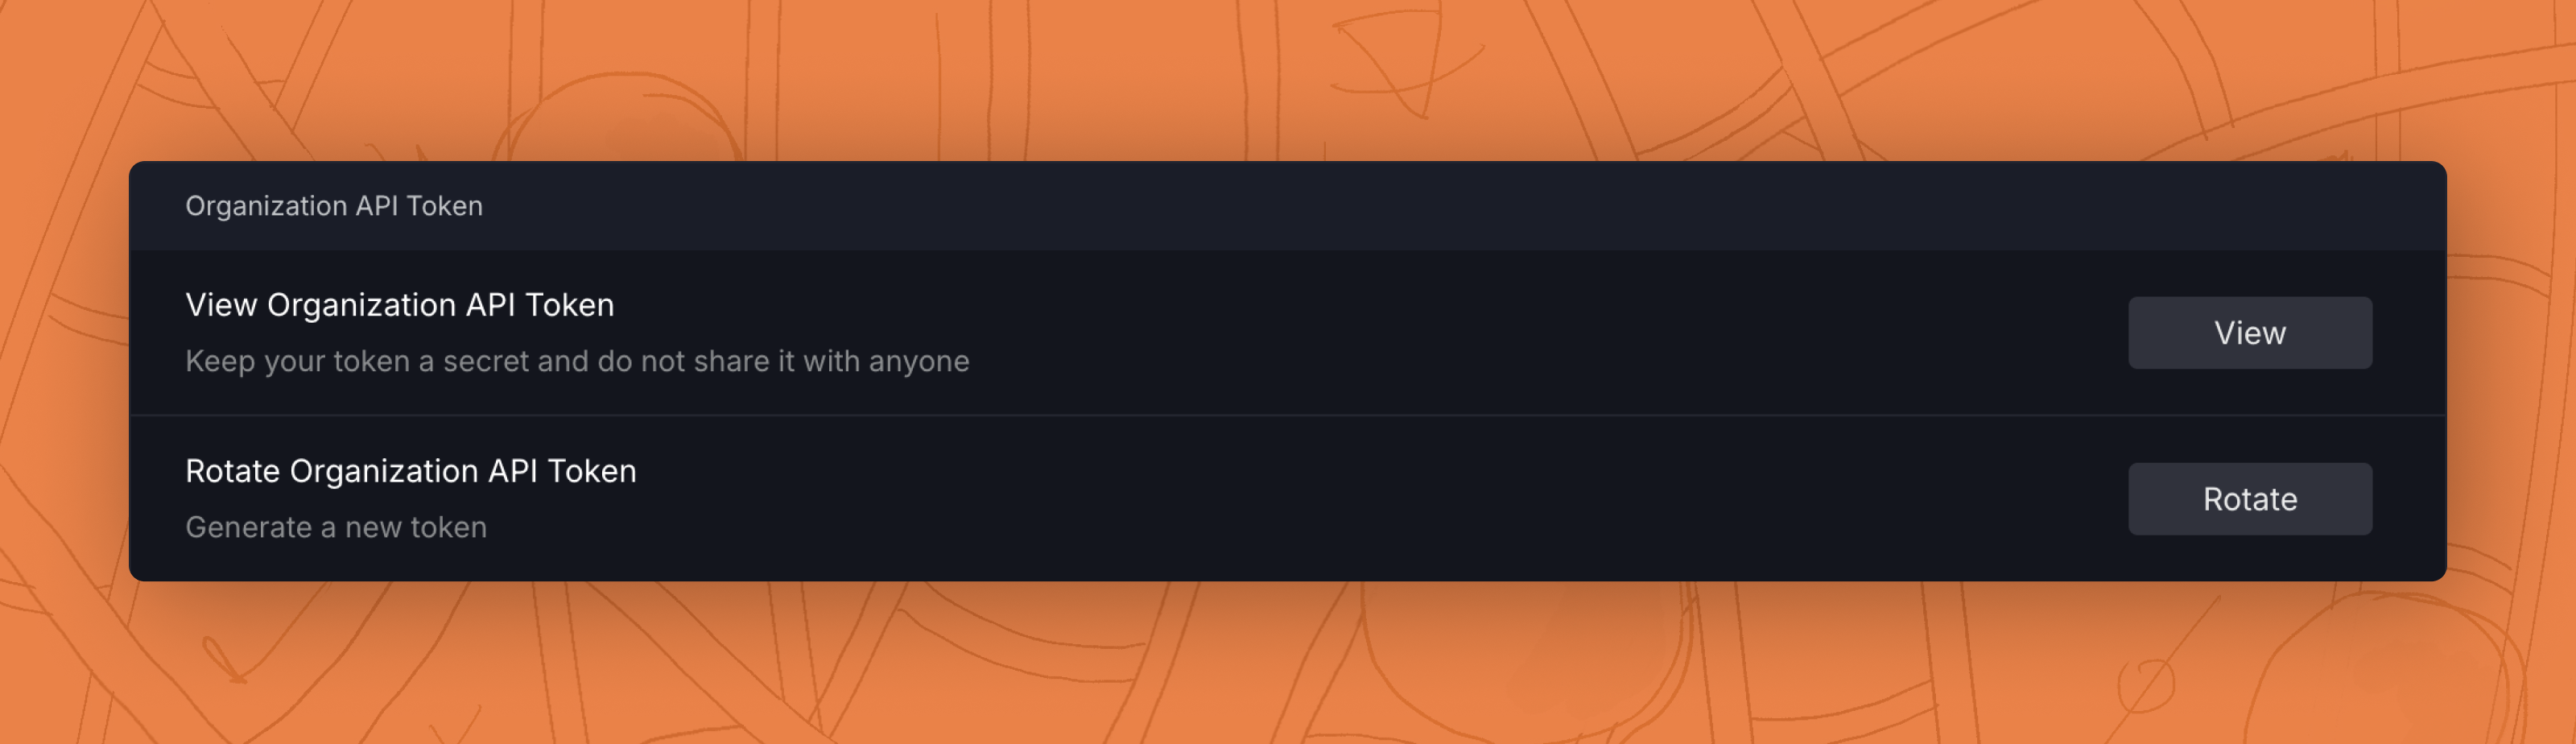 Organization API Token
View Organization API Token
Keep your token a secret and do not share it with anyone
View
Rotate Organization API Token
Generate a new token
Rotate